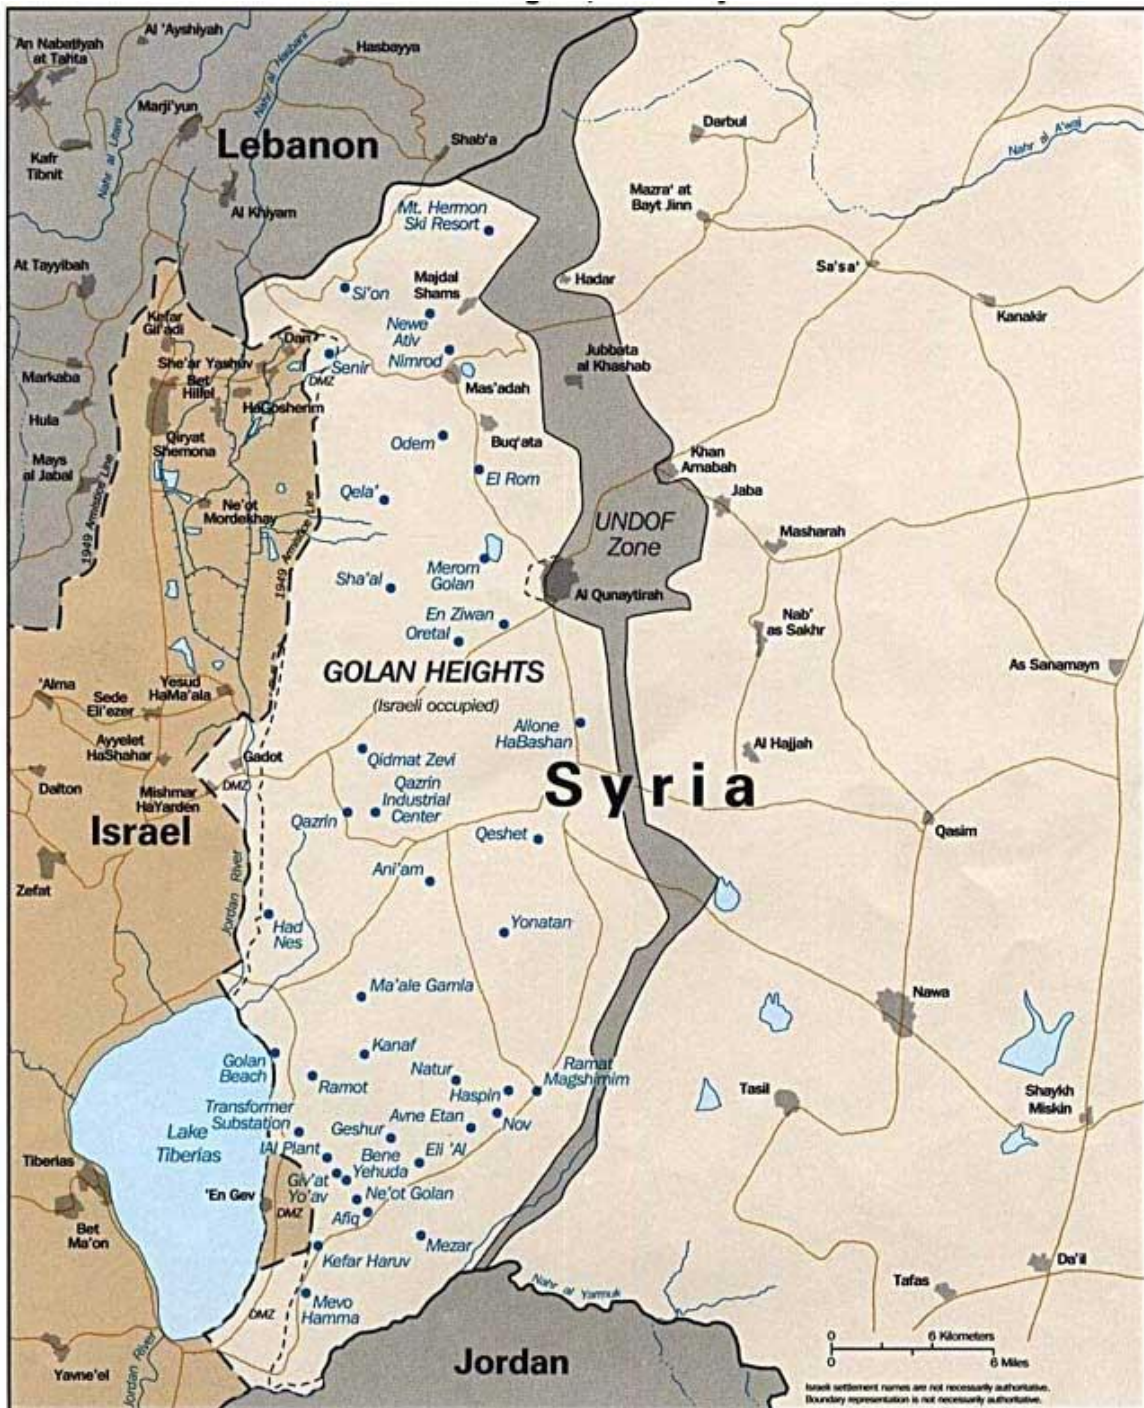 Al 'Ayshiyah
An Nabatiyah
at Tahta
Nahr al Hasbani
Hasbayya
Marji'yun
Nahr al Litani
Lebanon
Shab'a
Darbul
Nahr al A'waj
Kafr
Tibnit
Al Khiyam
Mt. Hermon
Ski Resort
Mazra' at
Bayt Jinn
At Tayyibah
Sa'sa'
Si'on
Majdal
Shams
Hadar
Kanakir
Kefar
Gil'adi
Newe
Ativ
Dan
She'ar Yashuv
Senir
Nimrod
Jubbata
al Khashab
Markaba
Bet
Hillel
DMZ
Mas'adah
HaGosherim
Hula
Qiryat
Shemona
Odem
Buq'ata
Mays
al Jabal
Khan
Arnabah
El Rom
Qela'
Jaba
1949 Armistice Line
Ne'ot
Mordekhay
1949 Armistice Line
UNDOF
Zone
Masharah
Merom
Golan
Sha'al
Al Qunaytirah
En Ziwan
Nab'
as Sakhr
Oretal
GOLAN HEIGHTS
(Israeli occupied)
As Sanamayn
'Alma
Sede
Eli'ezer
Yesud
HaMa'ala
Allone
HaBashan
Ayyelet
HaShahar
Gadot
Al Hajjah
Qidmat Zevi
Dalton
Mishmar
HaYarden
DMZ
Qazrin
Industrial
Center
Syria
Israel
Qazrin
Qeshet
Qasim
Zefat
Ani'am
Jordan River
Had
Nes
Yonatan
Ma'ale Gamla
Nawa
Kanaf
Golan
Beach
Ramot
Natur
Haspin
Ramat
Magshimim
Tasil
Shaykh
Miskin
Transformer
Substation
Avne Etan
Nov
Geshur
Lake
Tiberias
IAI Plant
Bene
Yehuda
Eli 'Al
Tiberias
Giv'at
Yo'av
'En Gev
DMZ
Ne'ot Golan
Afiq
Bet
Ma'on
Mezar
Kefar Haruv
Da'il
Nahr al Yarmuk
Tafas
Mevo
Hamma
DMZ
Jordan River
Yavne'el
Jordan
0 6 Kilometers
0 6 Miles
Israeli settlement names are not necessarily authoritative.
Boundary representation is not necessarily authoritative.